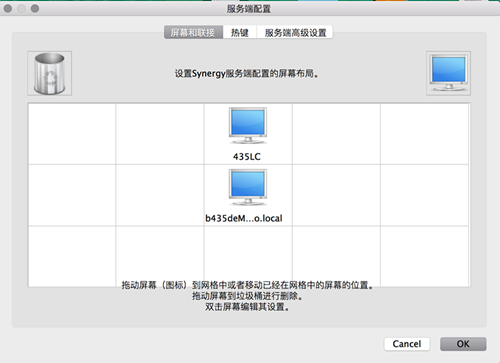 服务端配置
屏幕和联接 热键 服务端高级设置
设置Synergy服务端配置的屏幕布局。
435LC
b435deM...o.local
拖动屏幕（图标）到网格中或者移动已经在网格中的屏幕的位置。
拖动屏幕到垃圾桶进行删除。
双击屏幕编辑其设置。
Cancel OK